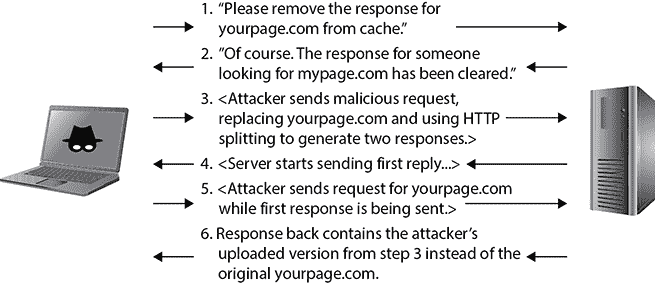 1. “Please remove the response for
yourpage.com from cache.”
2. ”Of course. The response for someone
looking for mypage.com has been cleared.”
3. <Attacker sends malicious request,
replacing yourpage.com and using HTTP
splitting to generate two responses.>
4. <Server starts sending first reply...>
5. <Attacker sends request for yourpage.com
while first response is being sent.>
6. Response back contains the attacker’s
uploaded version from step 3 instead of the
original yourpage.com.